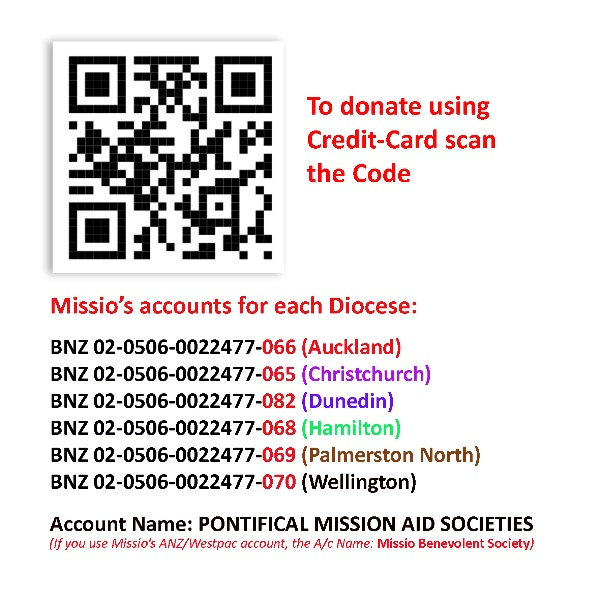 To donate using
Credit-Card scan
the Code
Missio's accounts for each Diocese:
BNZ 02-0506-0022477-066 (Auckland)
BNZ 02-0506-0022477-065 (Christchurch)
BNZ 02-0506-0022477-082 (Dunedin)
BNZ 02-0506-0022477-068 (Hamilton)
BNZ 02-0506-0022477-069 (Palmerston North)
BNZ 02-0506-0022477-070 (Wellington)
Account Name: PONTIFICAL MISSION AID SOCIETIES
(If you use Missio's ANZ/Westpac account, the A/c Name: Missio Benevolent Society)